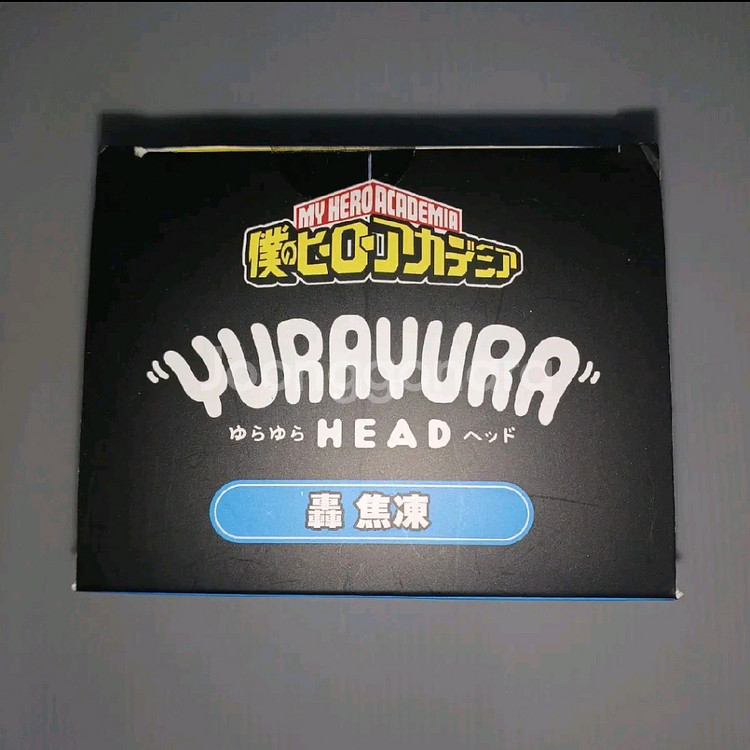 MY HERO ACADEMIA
僕のヒーローアカデミア
"YURAYURA"
ゆらゆら HEAD ヘッド
轟 焦凍
Joonggonara